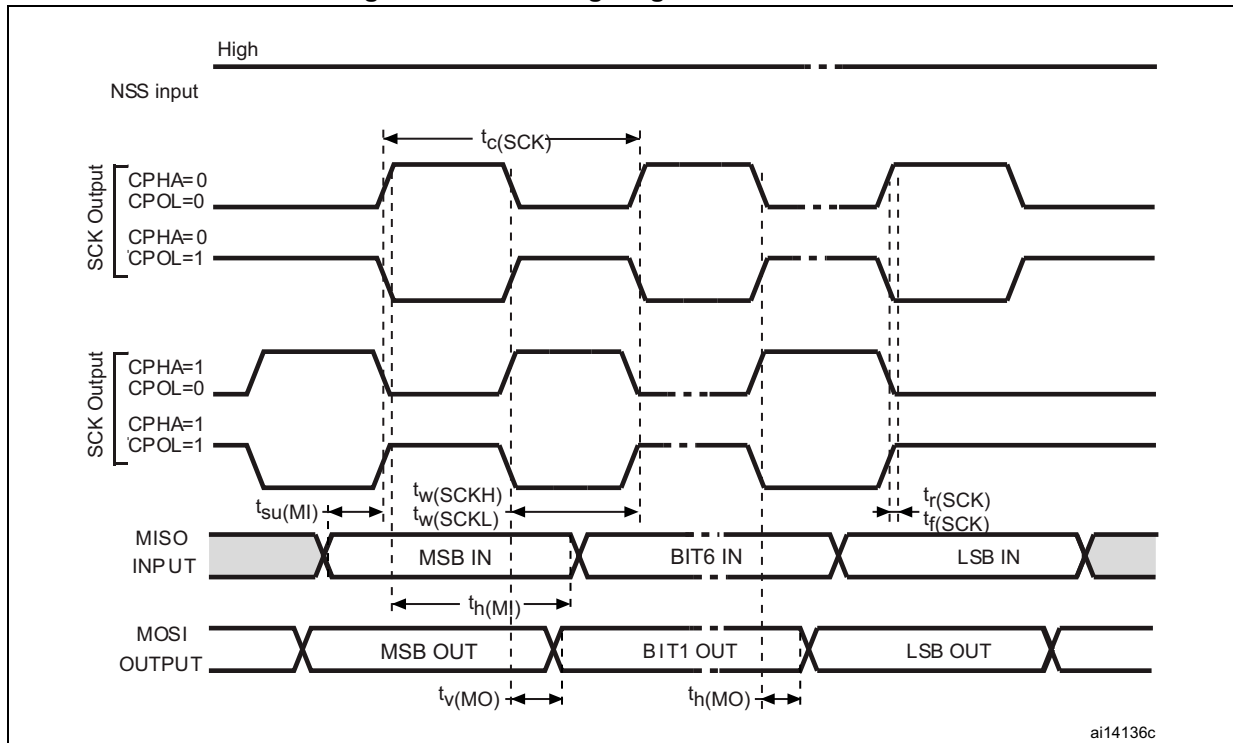 High
NSS input
tc(SCK)
SCK Output
CPHA=0
CPOL=0
CPHA=0
CPOL=1
SCK Output
CPHA=1
CPOL=0
CPHA=1
CPOL=1
tsu(MI)
tw(SCKH)
tw(SCKL)
tr(SCK)
tf(SCK)
MISO
INPUT
MSB IN
BIT6 IN
LSB IN
th(MI)
MOSI
OUTPUT
MSB OUT
BIT1 OUT
LSB OUT
tv(MO)
th(MO)
ai14136c